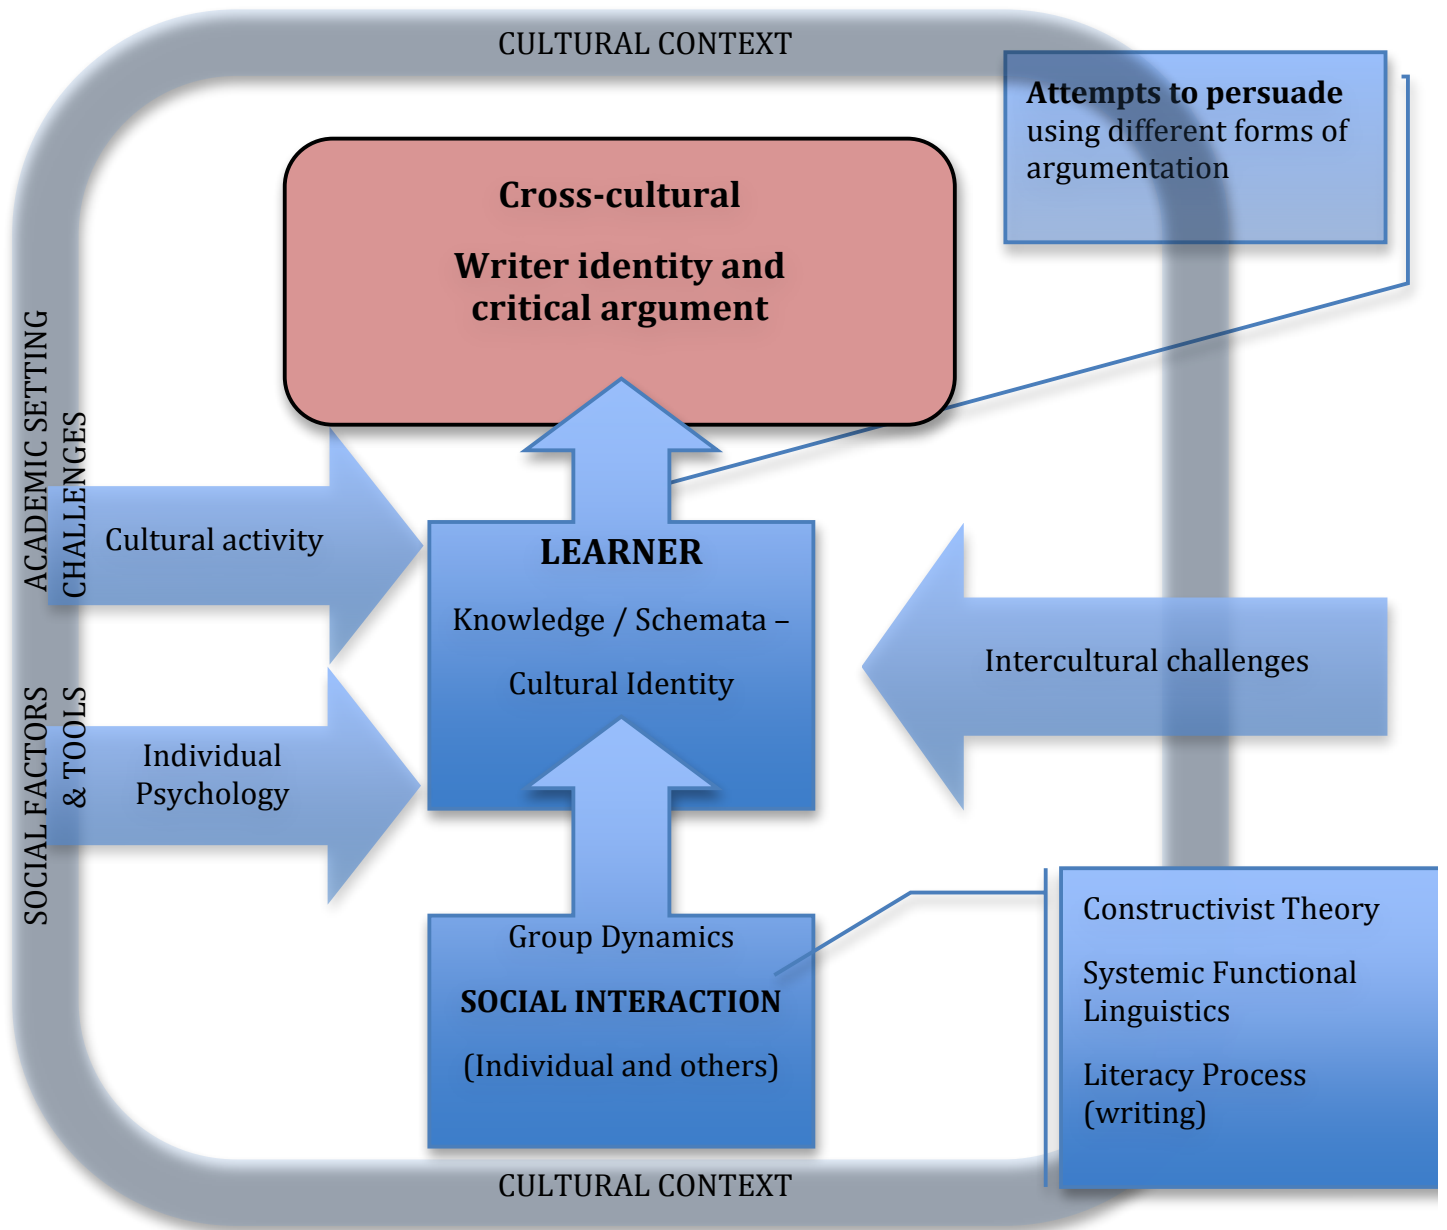 CULTURAL CONTEXT
Attempts to persuade
using different forms of
argumentation
Cross-cultural
Writer identity and
critical argument
ACADEMIC SETTING
CHALLENGES
Cultural activity
LEARNER
Knowledge / Schemata –
Cultural Identity
Intercultural challenges
SOCIAL FACTORS
& TOOLS
Individual
Psychology
Group Dynamics
SOCIAL INTERACTION
(Individual and others)
Constructivist Theory
Systemic Functional
Linguistics
Literacy Process
(writing)
CULTURAL CONTEXT